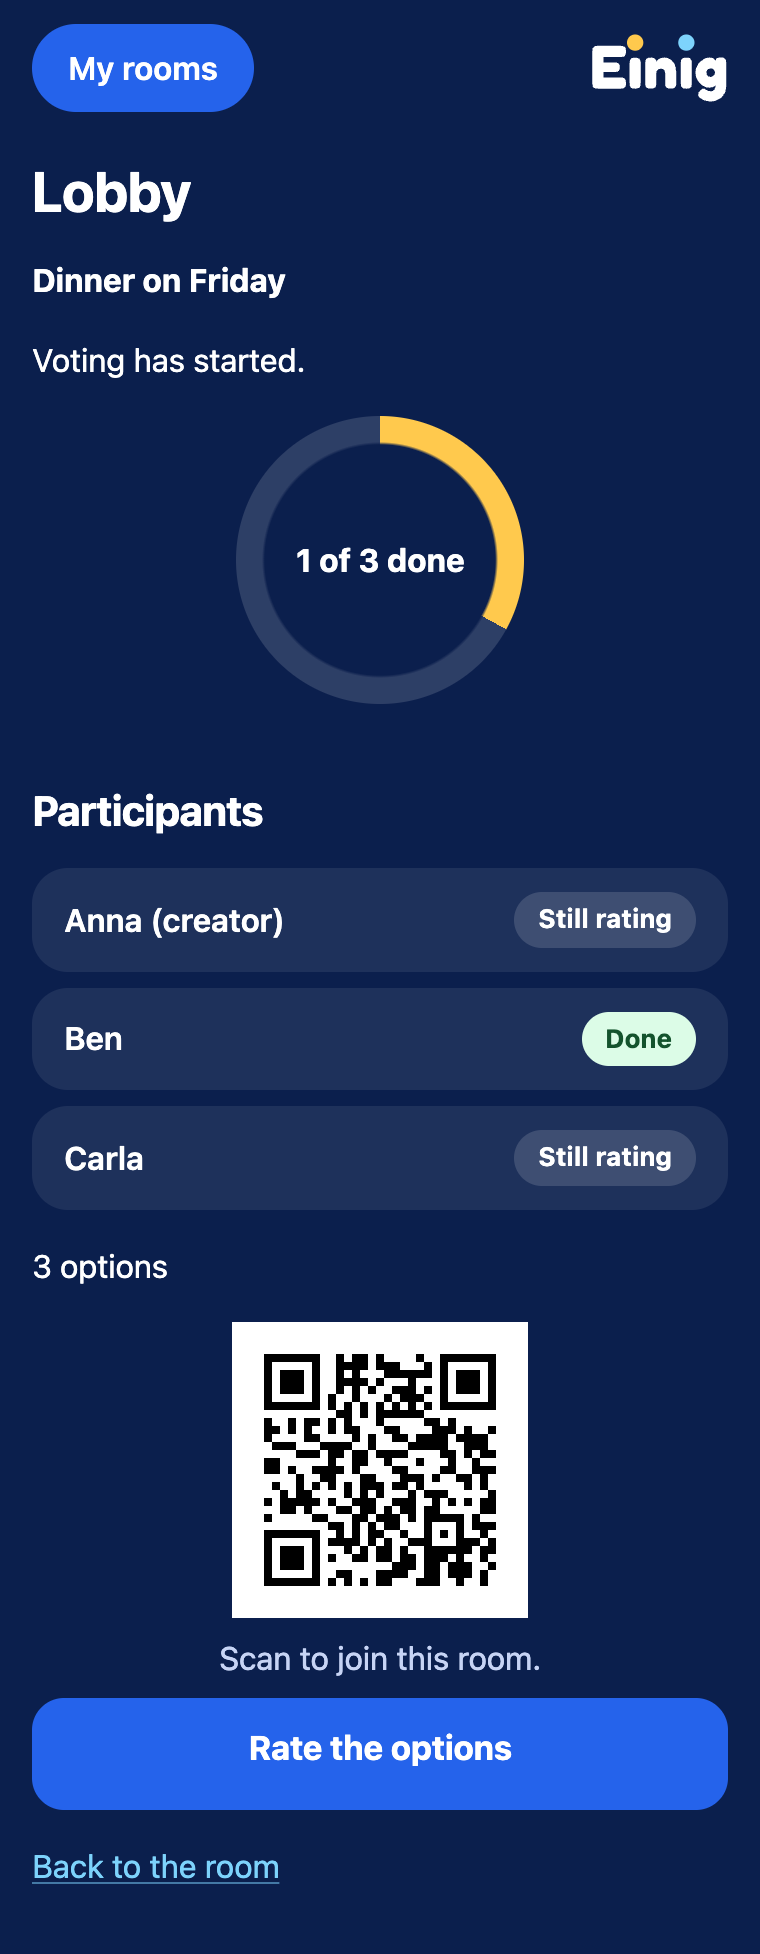 My rooms
Einig
Lobby
Dinner on Friday
Voting has started.
1 of 3 done
Participants
Anna (creator)
Still rating
Ben
Done
Carla
Still rating
3 options
Scan to join this room.
Rate the options
Back to the room